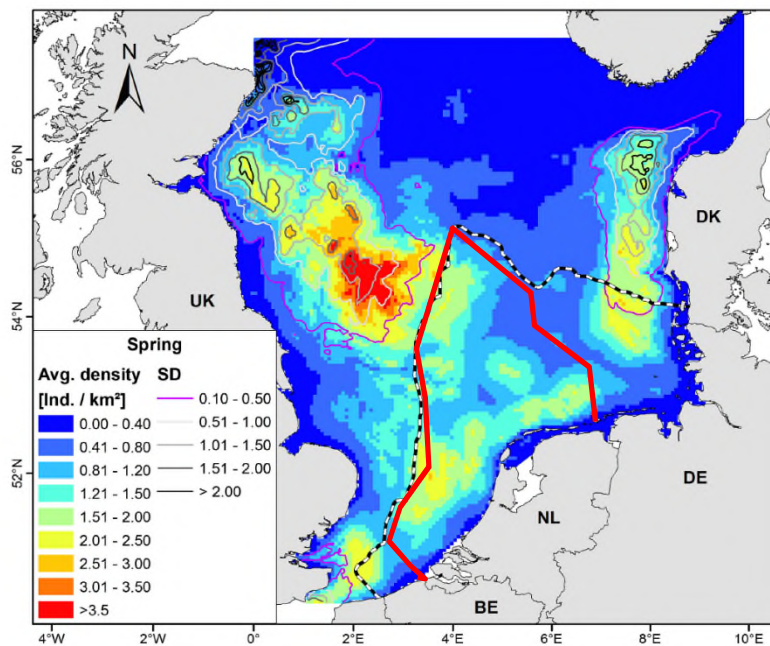 N
56°N
54°N
52°N
UK
DK
DE
NL
BE
Spring
Avg. density SD
[Ind. / km²]
0.00 - 0.40
0.41 - 0.80
0.81 - 1.20
1.21 - 1.50
1.51 - 2.00
2.01 - 2.50
2.51 - 3.00
3.01 - 3.50
>3.5
0.10 - 0.50
0.51 - 1.00
1.01 - 1.50
1.51 - 2.00
> 2.00
4°W 2°W 0° 2°E 4°E 6°E 8°E 10°E